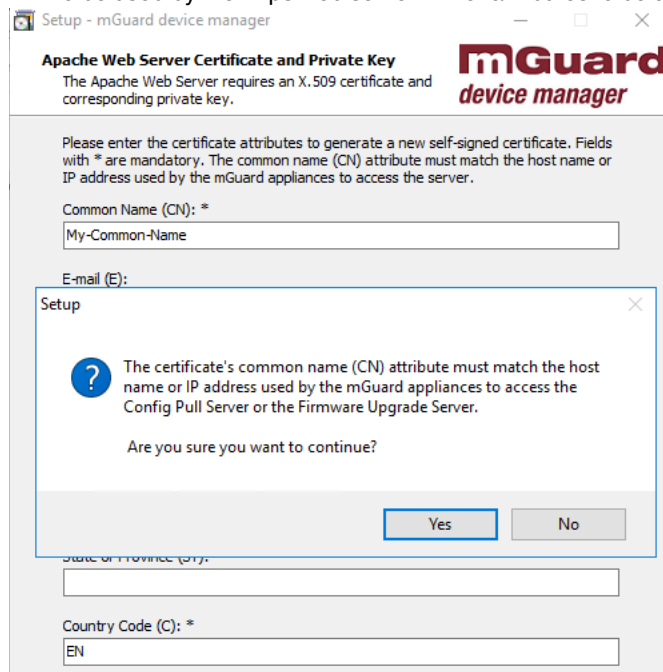 Setup - mGuard device manager
Apache Web Server Certificate and Private Key
The Apache Web Server requires an X.509 certificate and
corresponding private key.
mGuard
device manager
Please enter the certificate attributes to generate a new self-signed certificate. Fields
with * are mandatory. The common name (CN) attribute must match the host name or
IP address used by the mGuard appliances to access the server.
Common Name (CN): *
My-Common-Name
E-mail (E):
Setup
The certificate's common name (CN) attribute must match the host
name or IP address used by the mGuard appliances to access the
Config Pull Server or the Firmware Upgrade Server.
Are you sure you want to continue?
Yes
No
State or Province (ST):
Country Code (C): *
EN